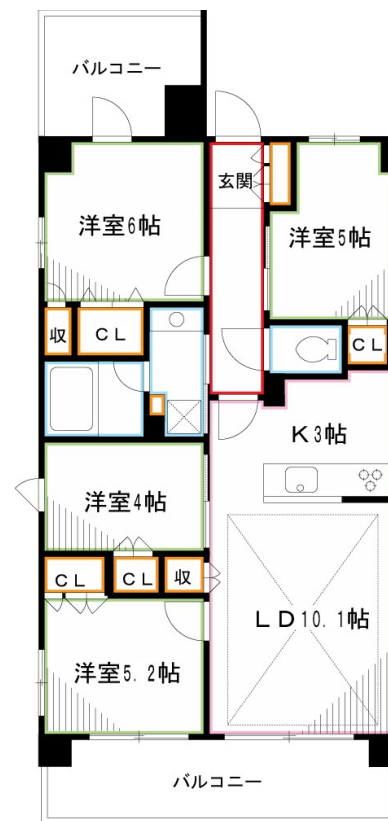 バルコニー
玄関
洋室6帖
洋室5帖
収
CL
CL
K3帖
洋室4帖
CL
CL
収
LD10.1帖
洋室5.2帖
バルコニー